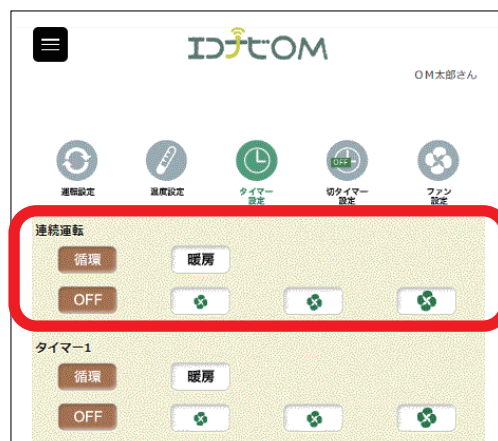 エコナビCOM
OM太郎さん
運転設定
温度設定
タイマー
設定
OFF
切タイマー
設定
ファン
設定
連続運転
循環
暖房
OFF
タイマー1
循環
暖房
OFF